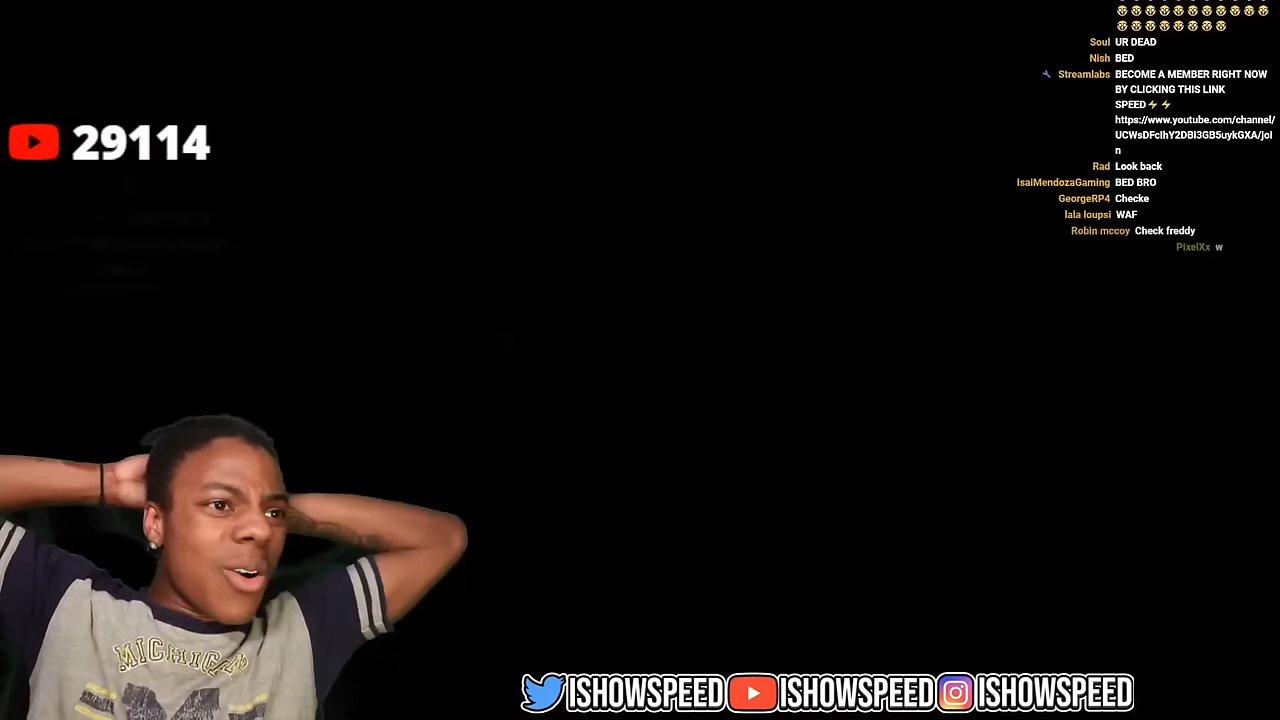 29114
Soul UR DEAD
Nish BED
Streamlabs BECOME A MEMBER RIGHT NOW
BY CLICKING THIS LINK
SPEED⚡⚡
https://www.youtube.com/channel/
Rad Look back
IsaiMendozaGaming BED BRO
GeorgeRP4 Checke
lala loupsi WAF
Robin mccoy Check freddy
PixelXx w
MICHIGAN
ISHOWSPEED ISHOWSPEED ISHOWSPEED